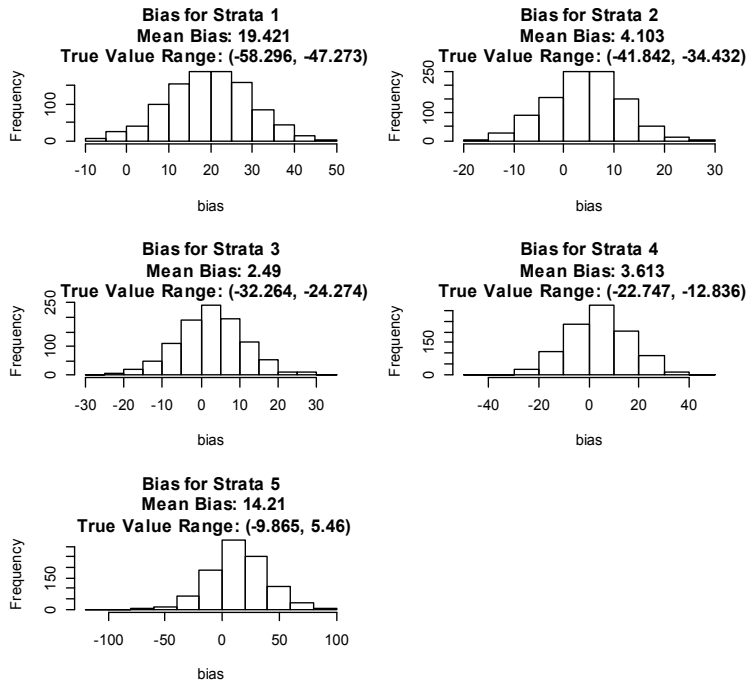 Bias for Strata 1
Mean Bias: 19.421
True Value Range: (-58.296, -47.273)
Frequency
100
0
-10 0 10 20 30 40 50
bias
Bias for Strata 2
Mean Bias: 4.103
True Value Range: (-41.842, -34.432)
Frequency
250
100
0
-20 -10 0 10 20 30
bias
Bias for Strata 3
Mean Bias: 2.49
True Value Range: (-32.264, -24.274)
Frequency
250
100
0
-30 -20 -10 0 10 20 30
bias
Bias for Strata 4
Mean Bias: 3.613
True Value Range: (-22.747, -12.836)
Frequency
150
0
-40 -20 0 20 40
bias
Bias for Strata 5
Mean Bias: 14.21
True Value Range: (-9.865, 5.46)
Frequency
150
0
-100 -50 0 50 100
bias